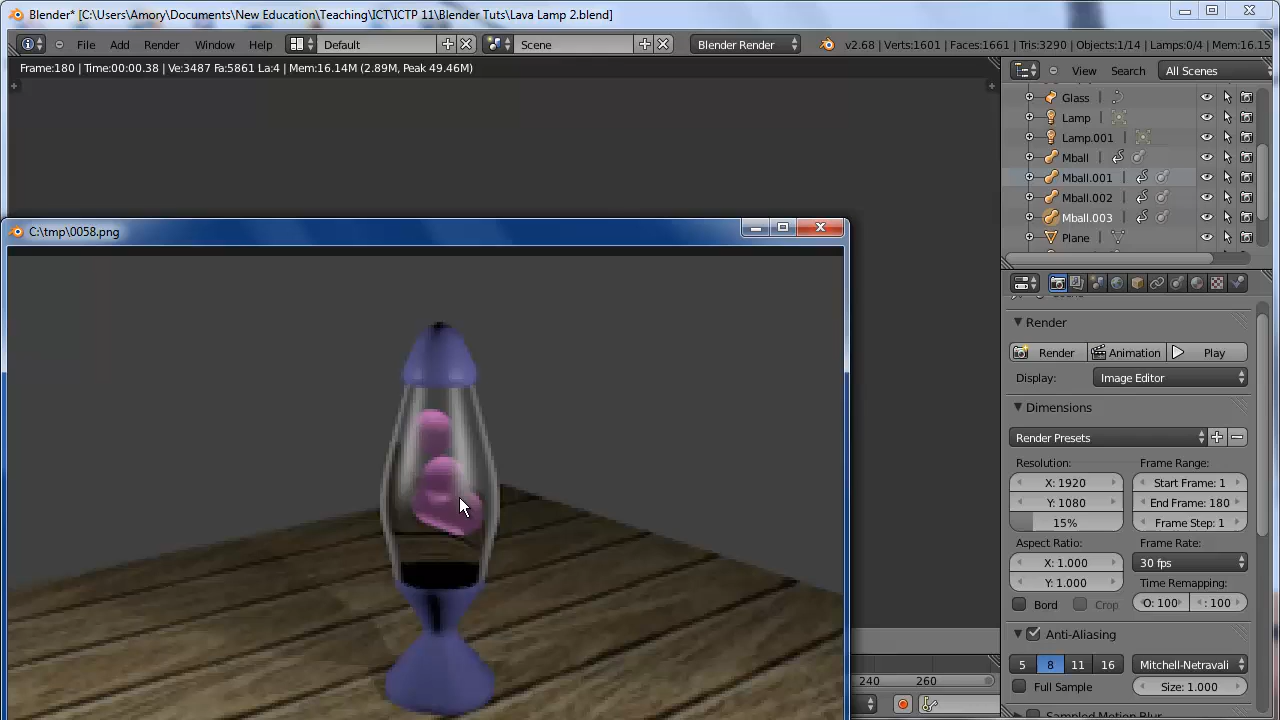 Blender* [C:\Users\Amory\Documents\New Education\Teaching\ICT\ICTP 11\Blender Tuts\Lava Lamp 2.blend]
File Add Render Window Help Default Scene Blender Render v2.68 | Verts:1601 | Faces:1661 | Tris:3290 | Objects:1/14 | Lamps:0/4 | Mem:16.15
Frame:180 | Time:00:00.38 | Ve:3487 Fa:5861 La:4 | Mem:16.14M (2.89M, Peak 49.46M)
View Search All Scenes
Glass
Lamp
Lamp.001
Mball
Mball.001
Mball.002
Mball.003
Plane
C:\tmp\0058.png
Render
Render Animation Play
Display: Image Editor
Dimensions
Render Presets
Resolution: Frame Range:
X: 1920 Start Frame: 1
Y: 1080 End Frame: 180
15% Frame Step: 1
Aspect Ratio: Frame Rate:
X: 1.000 30 fps
Y: 1.000 Time Remapping:
Bord Crop O: 100 : 100
Anti-Aliasing
5 8 11 16 Mitchell-Netravali
Full Sample Size: 1.000
240 260
Sampled Motion Blur